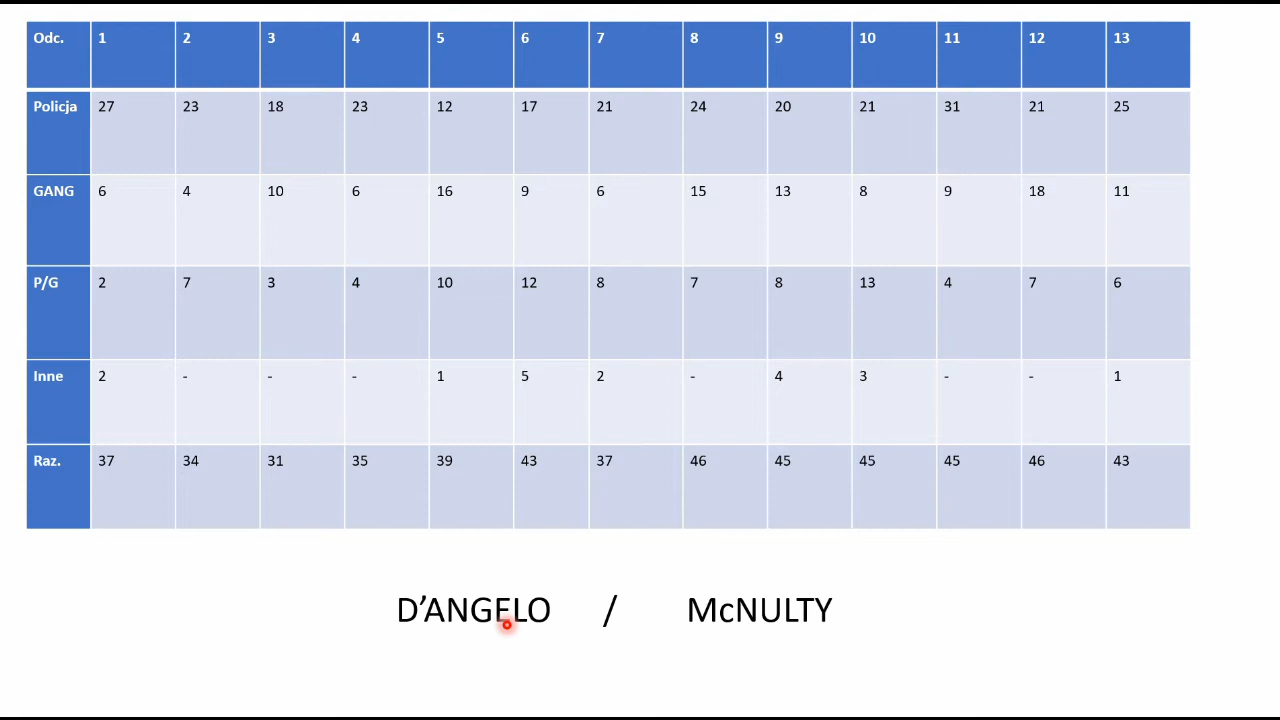 Odc. 1 2 3 4 5 6 7 8 9 10 11 12 13
Policja 27 23 18 23 12 17 21 24 20 21 31 21 25
GANG 6 4 10 6 16 9 6 15 13 8 9 18 11
P/G 2 7 3 4 10 12 8 7 8 13 4 7 6
Inne 2 - - - 1 5 2 - 4 3 - - 1
Raz. 37 34 31 35 39 43 37 46 45 45 45 46 43
D’ANGELO / McNULTY